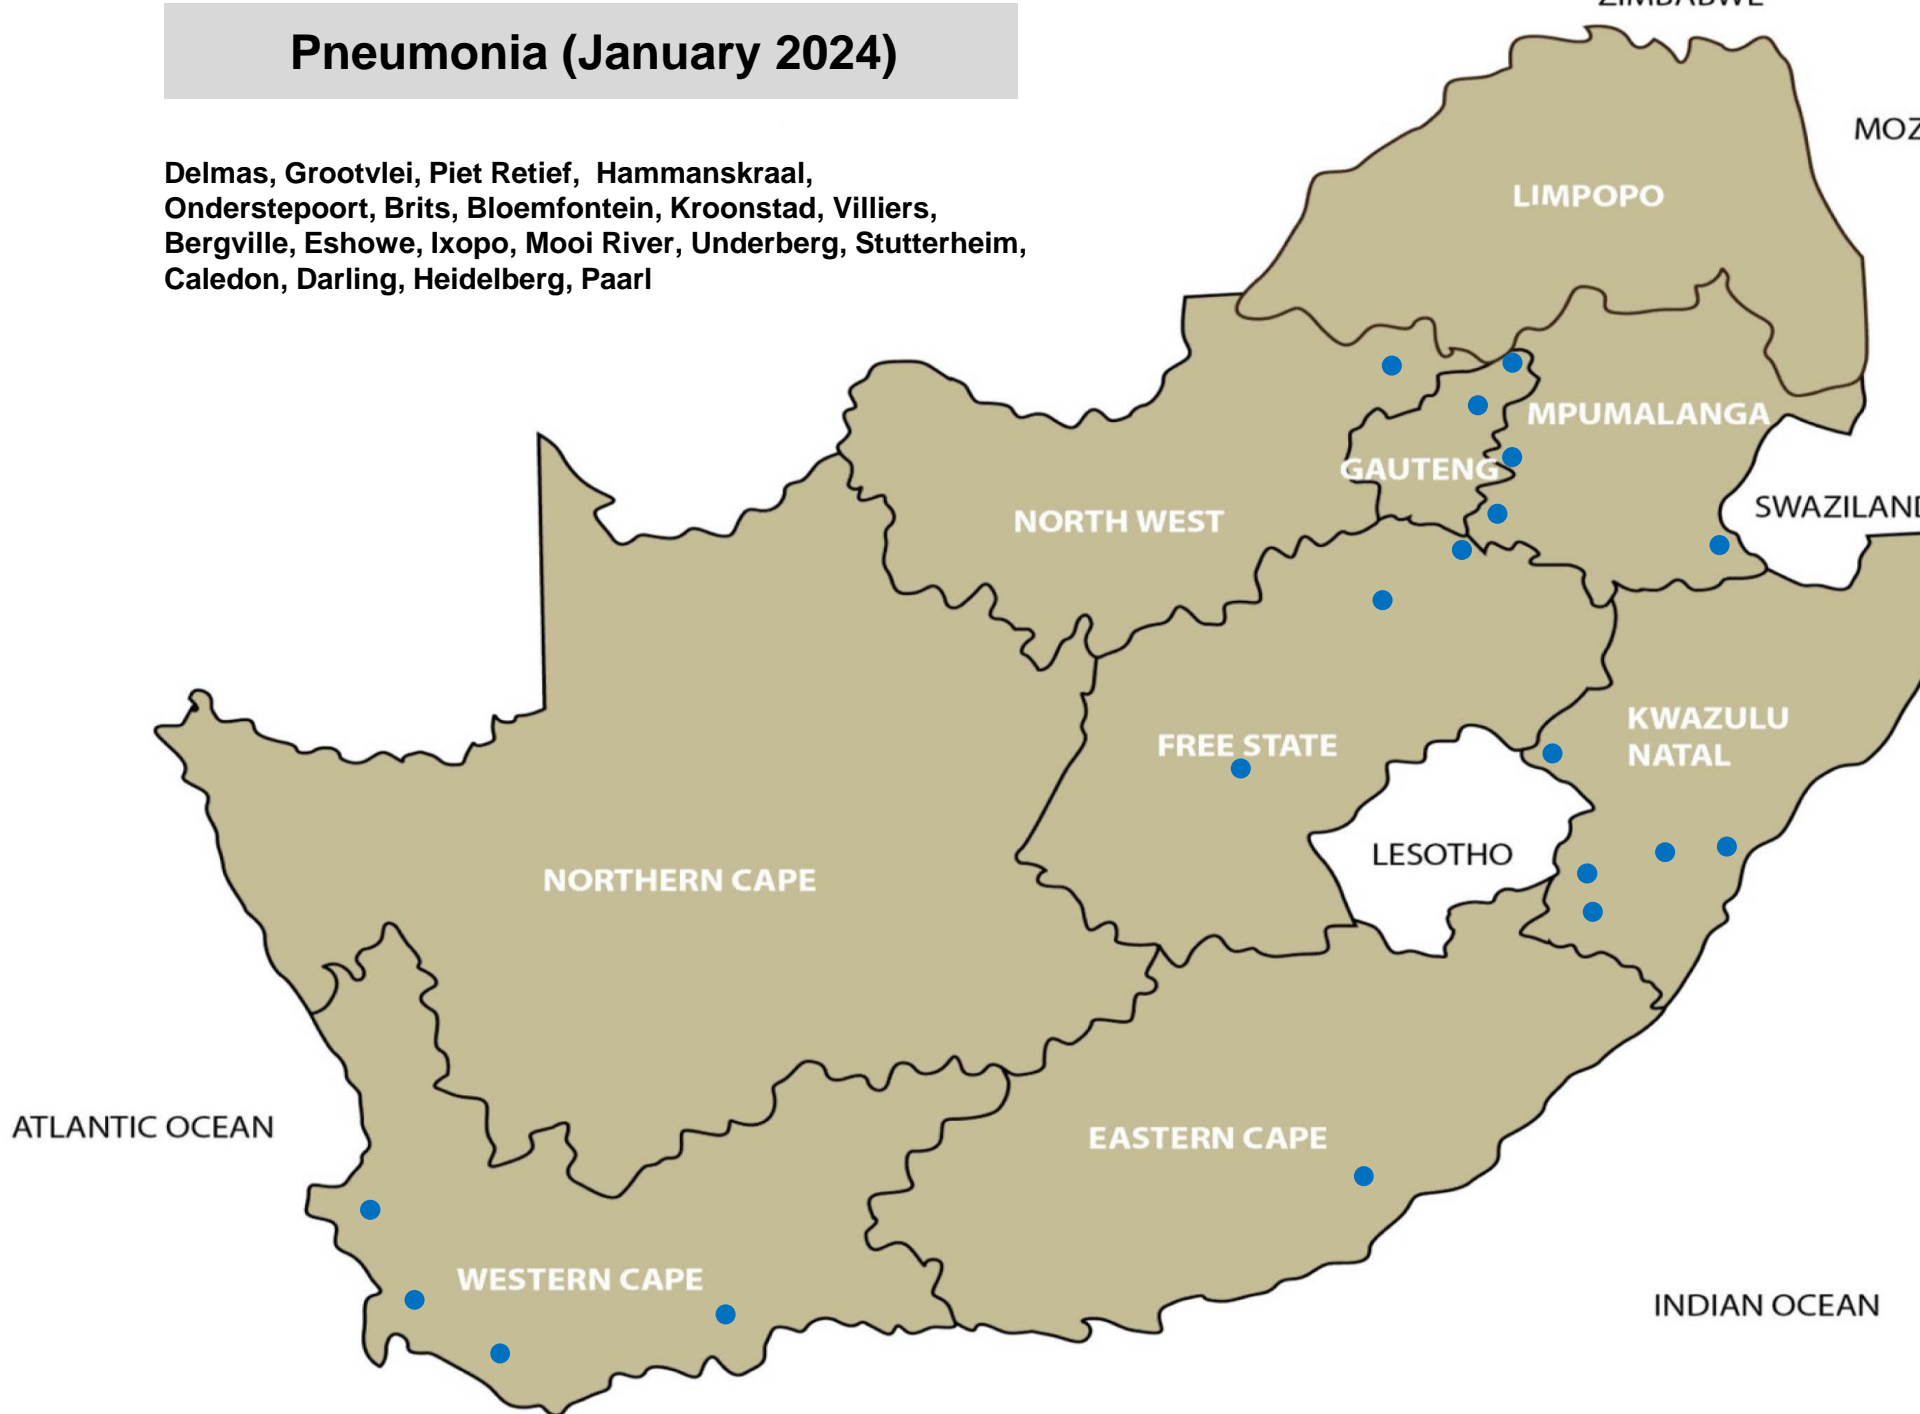 ZIMBABWE
Pneumonia (January 2024)
MOZ
Delmas, Grootvlei, Piet Retief, Hammanskraal,
Onderstepoort, Brits, Bloemfontein, Kroonstad, Villiers,
Bergville, Eshowe, Ixopo, Mooi River, Underberg, Stutterheim,
Caledon, Darling, Heidelberg, Paarl
LIMPOPO
MPUMALANGA
GAUTENG
SWAZILAND
NORTH WEST
KWAZULU
NATAL
FREE STATE
LESOTHO
NORTHERN CAPE
ATLANTIC OCEAN
EASTERN CAPE
WESTERN CAPE
INDIAN OCEAN